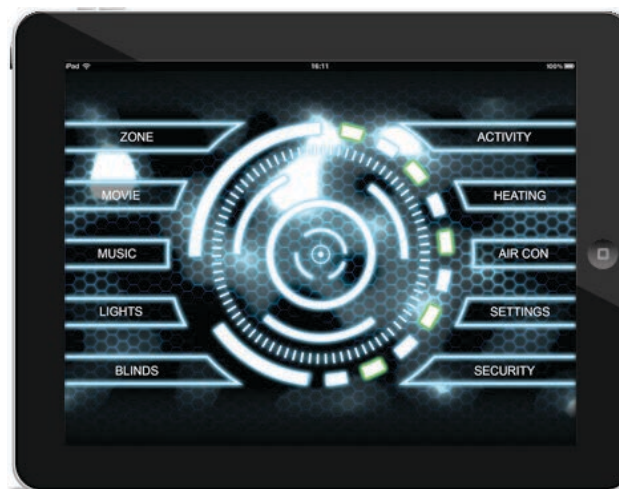 iPad 16:11 100%
ZONE
MOVIE
MUSIC
LIGHTS
BLINDS
ACTIVITY
HEATING
AIR CON
SETTINGS
SECURITY